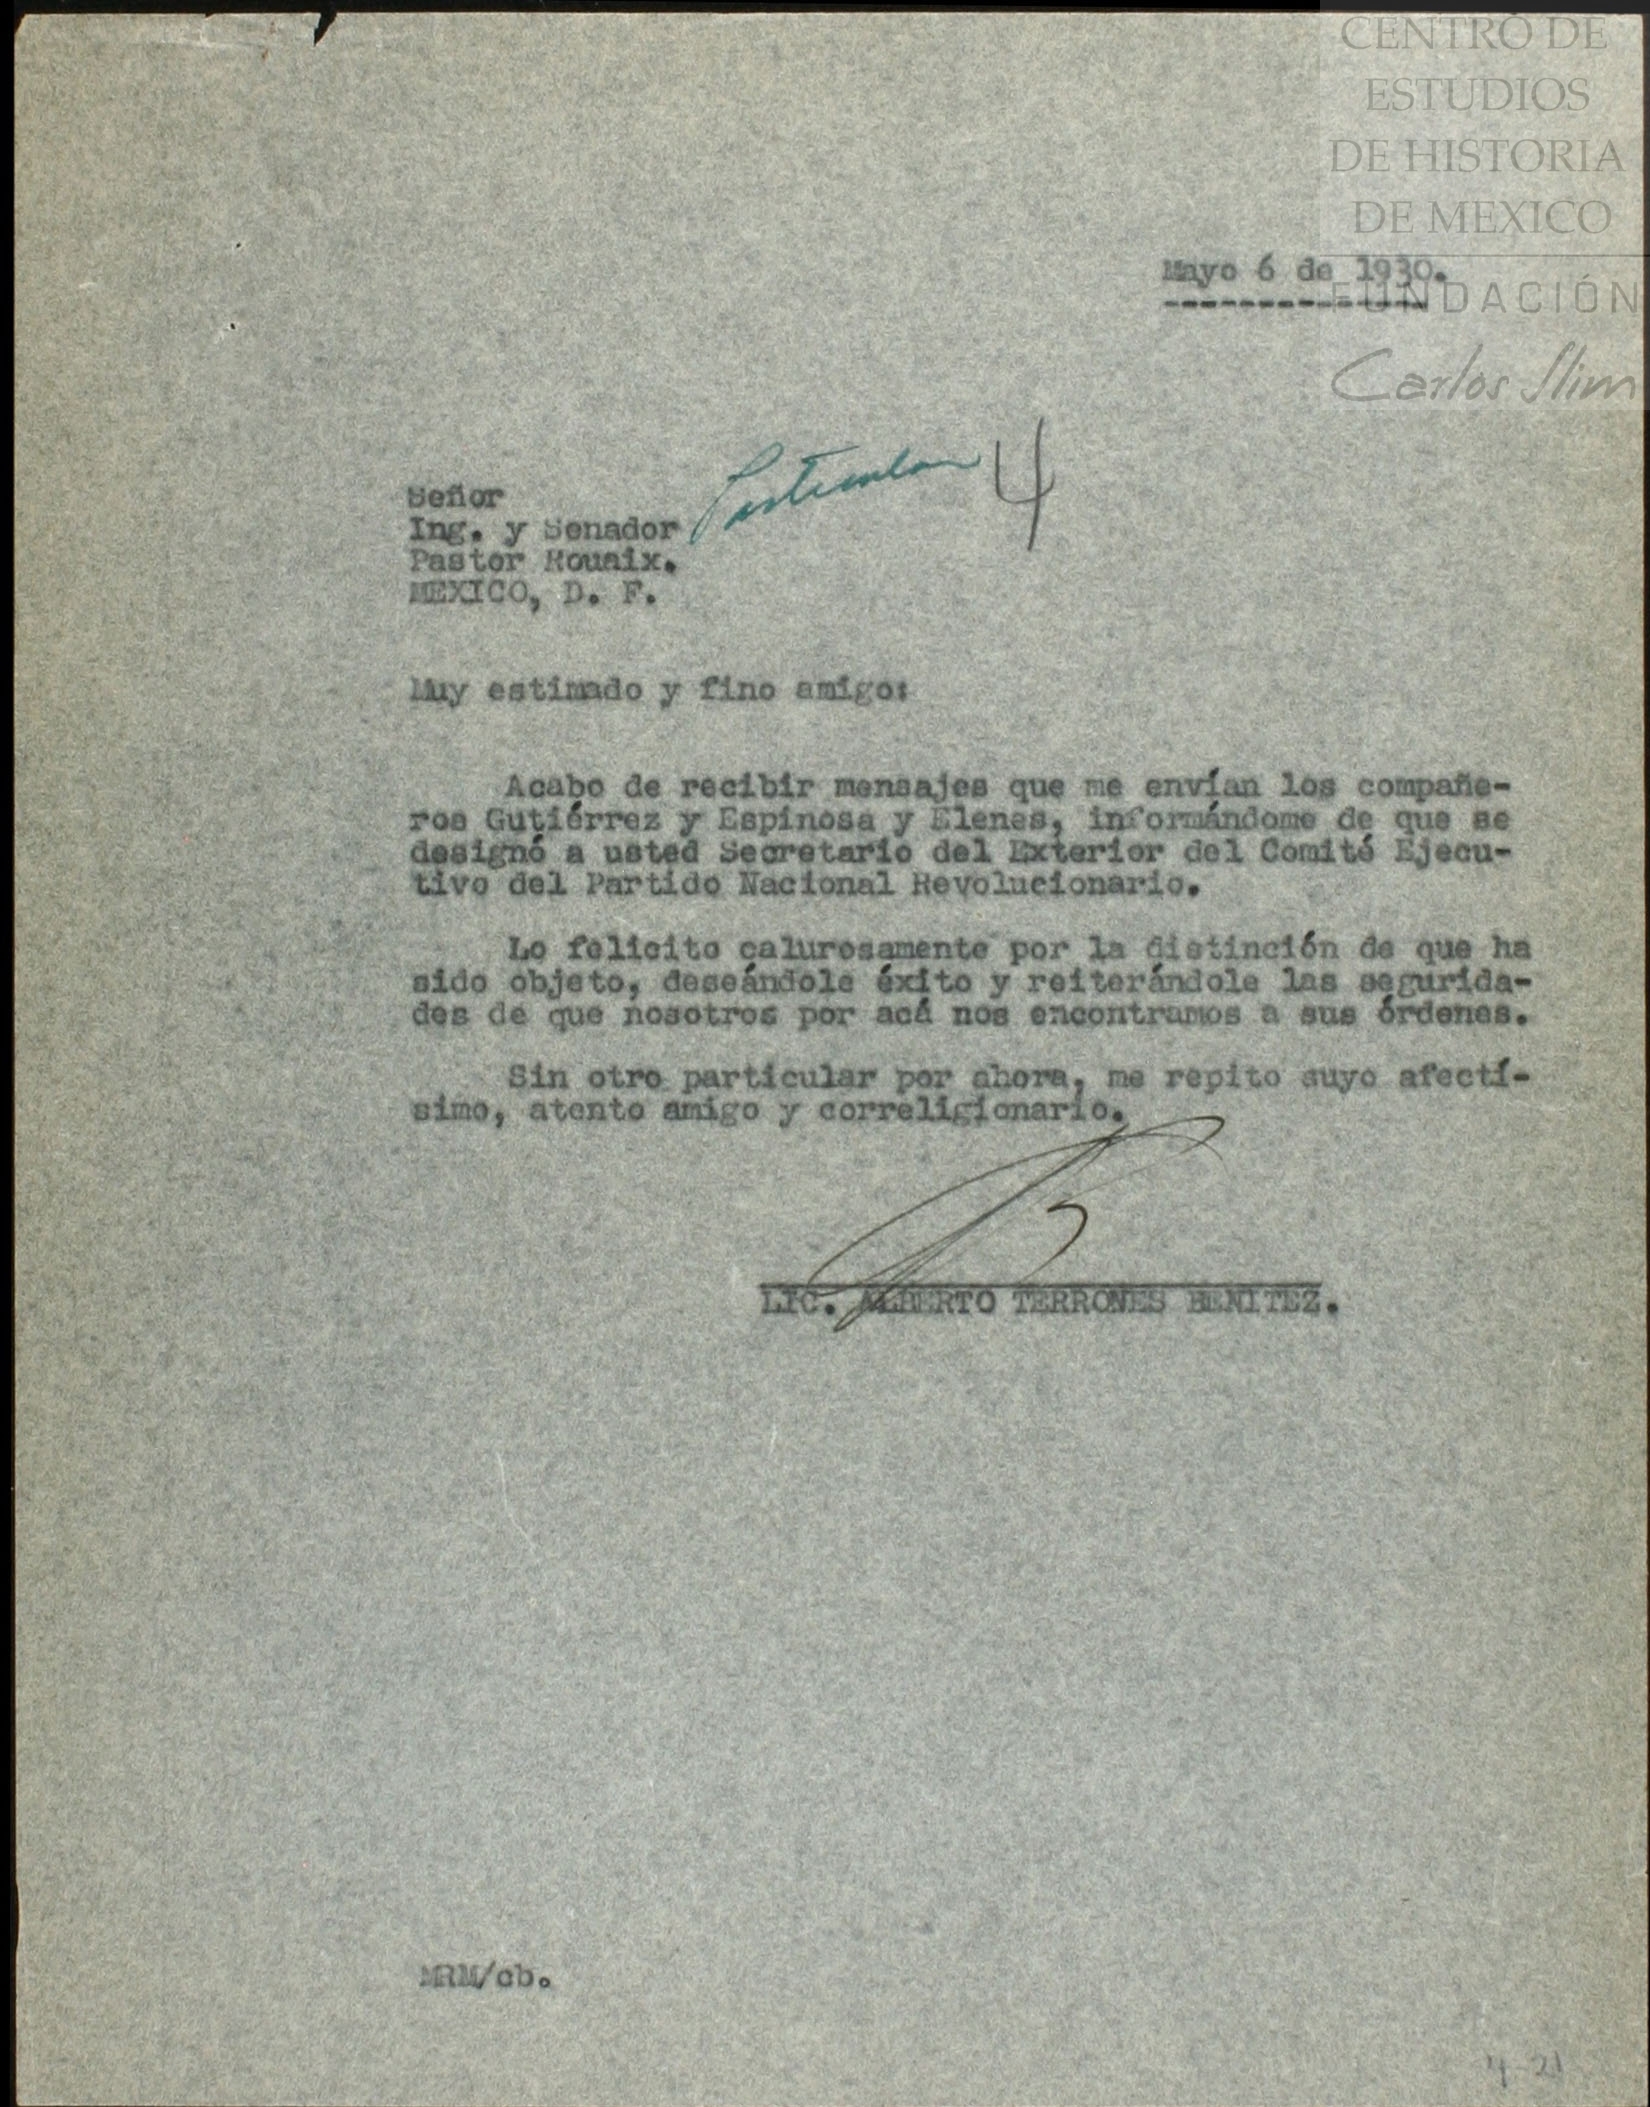 CENTRO DE
ESTUDIOS
DE HISTORIA
DE MEXICO
FUNDACIÓN
Carlos Slim
Mayo 6 de 1930.
Particular 4
Señor
Ing. y Senador
Pastor Rouaix.
MEXICO, D. F.
Muy estimado y fino amigo:
Acabo de recibir mensajes que me envían los compañe-
ros Gutiérrez y Espinosa y Elenes, informándome de que se
designó a usted Secretario del Exterior del Comité Ejecu-
tivo del Partido Nacional Revolucionario.
Lo felicito calurosamente por la distinción de que ha
sido objeto, deseándole éxito y reiterándole las segurida-
des de que nosotros por acá nos encontramos a sus órdenes.
Sin otro particular por ahora, me repito suyo afectí-
simo, atento amigo y correligionario.
LIC. ALBERTO TERRONES BENITEZ.
MRM/cb.
4-21